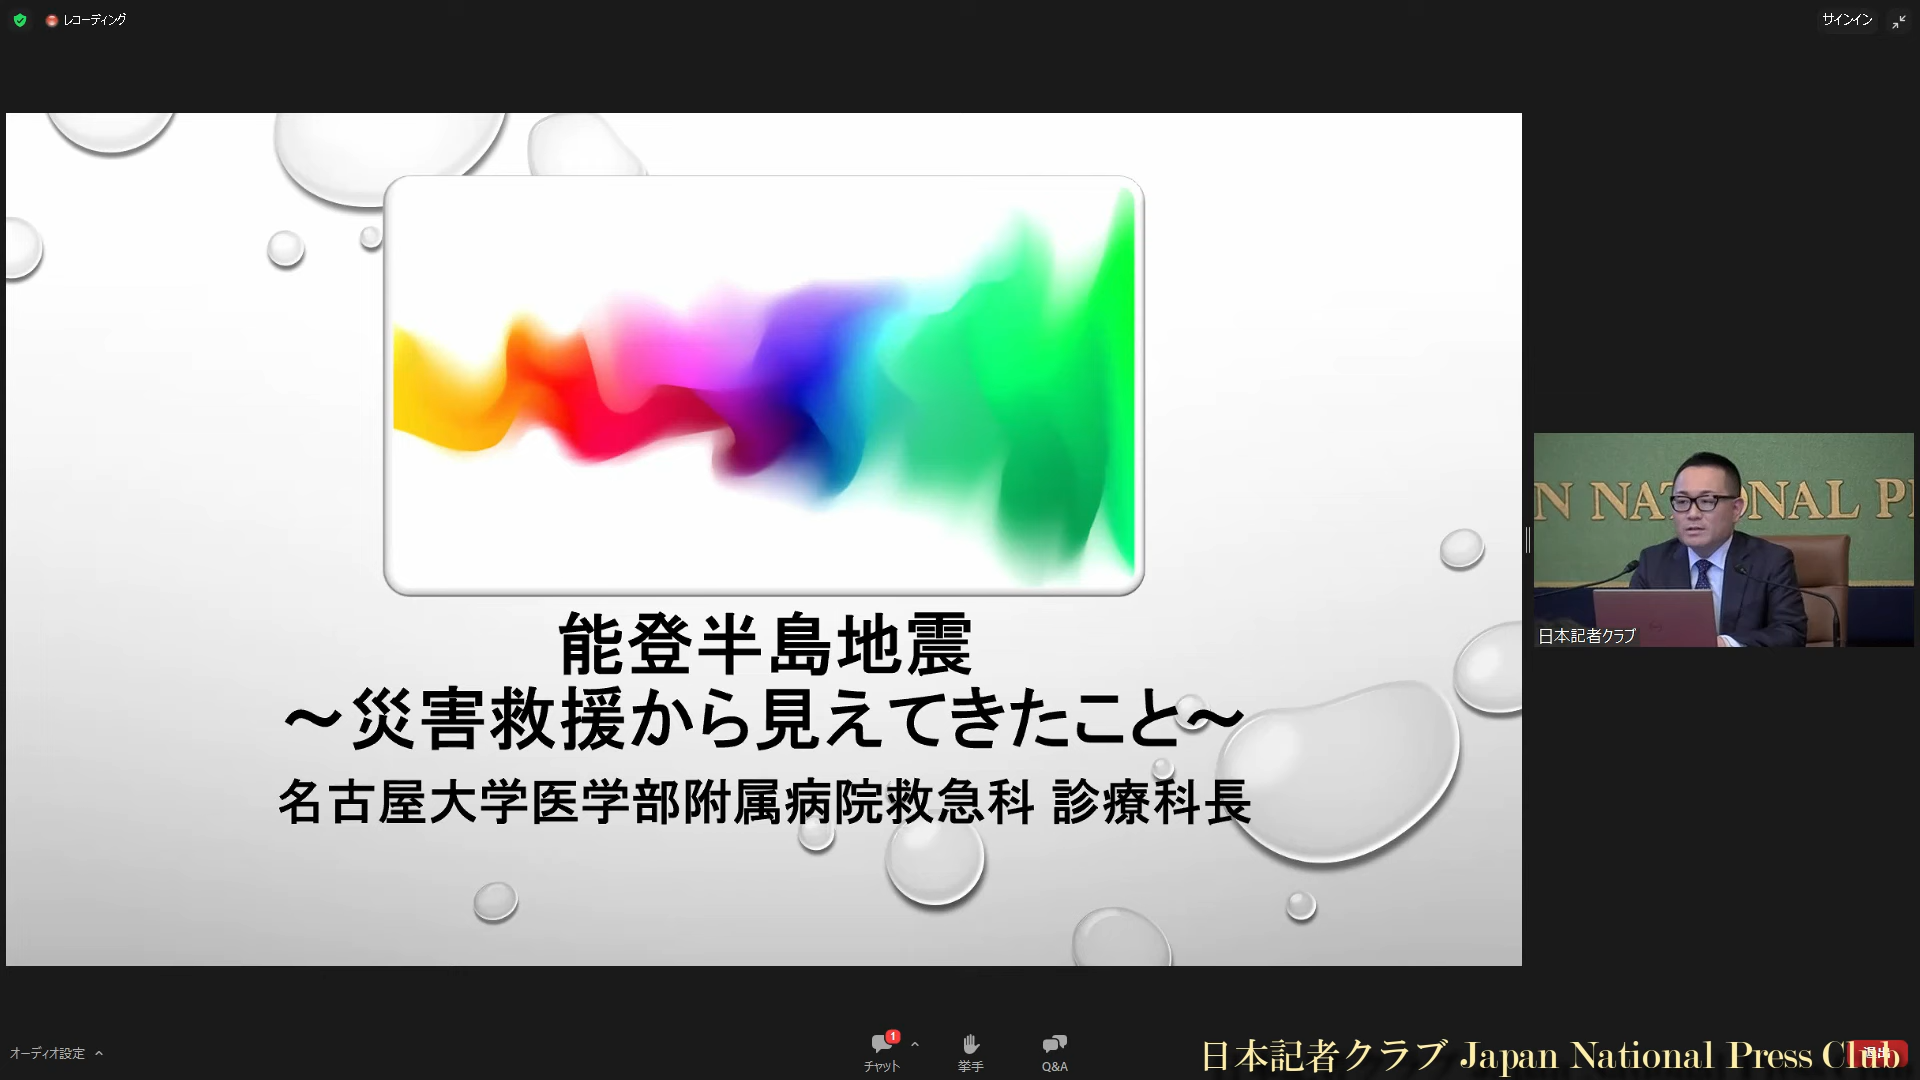 レコーディング
サインイン
能登半島地震
～災害救援から見えてきたこと～
名古屋大学医学部附属病院救急科 診療科長
N NATIONAL P
日本記者クラブ
オーディオ設定
1
チャット
挙手
Q&A
日本記者クラブ Japan National Press Club
退出